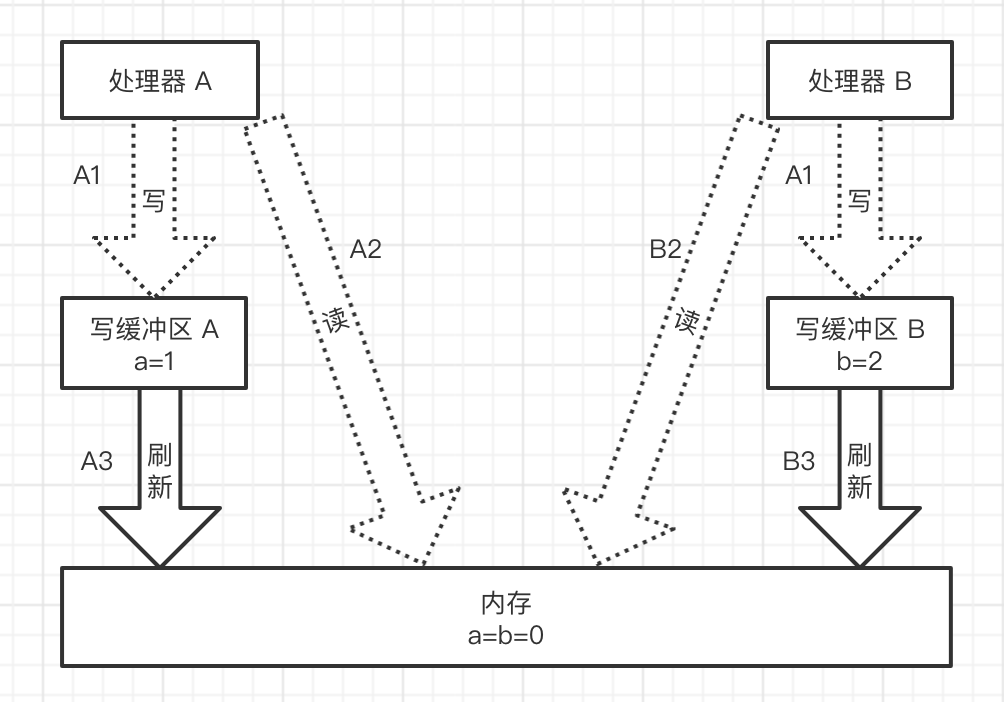 处理器 A
处理器 B
A1
写
A2
B2
A1
写
读
读
写缓冲区 A
a=1
写缓冲区 B
b=2
A3
刷
新
B3
刷
新
内存
a=b=0